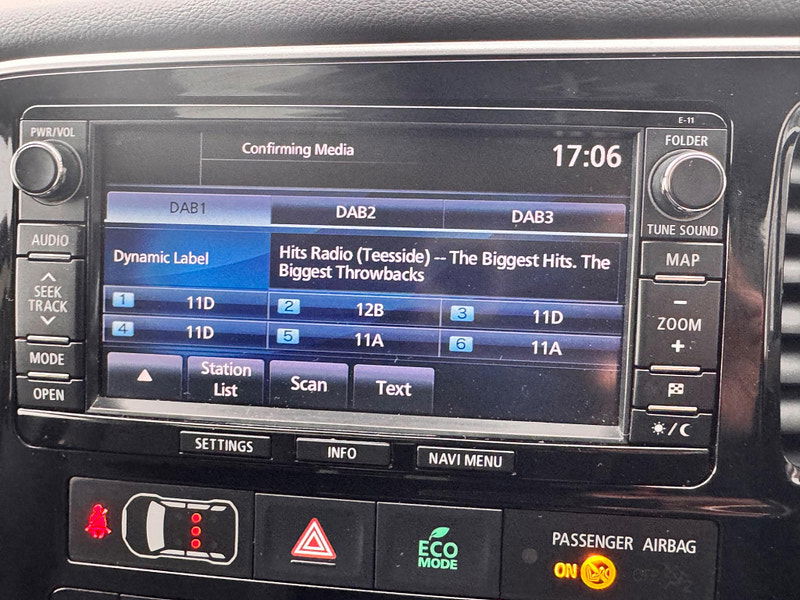 E-11
PWR/VOL
FOLDER
Confirming Media
17:06
DAB1
DAB2
DAB3
TUNE SOUND
AUDIO
Dynamic Label
Hits Radio (Teesside) -- The Biggest Hits. The
Biggest Throwbacks
MAP
SEEK
TRACK
1 11D
2 12B
3 11D
ZOOM
4 11D
5 11A
6 11A
MODE
Station
List
Scan
Text
OPEN
SETTINGS
INFO
NAVI MENU
ECO
MODE
PASSENGER AIRBAG
ON
OFF